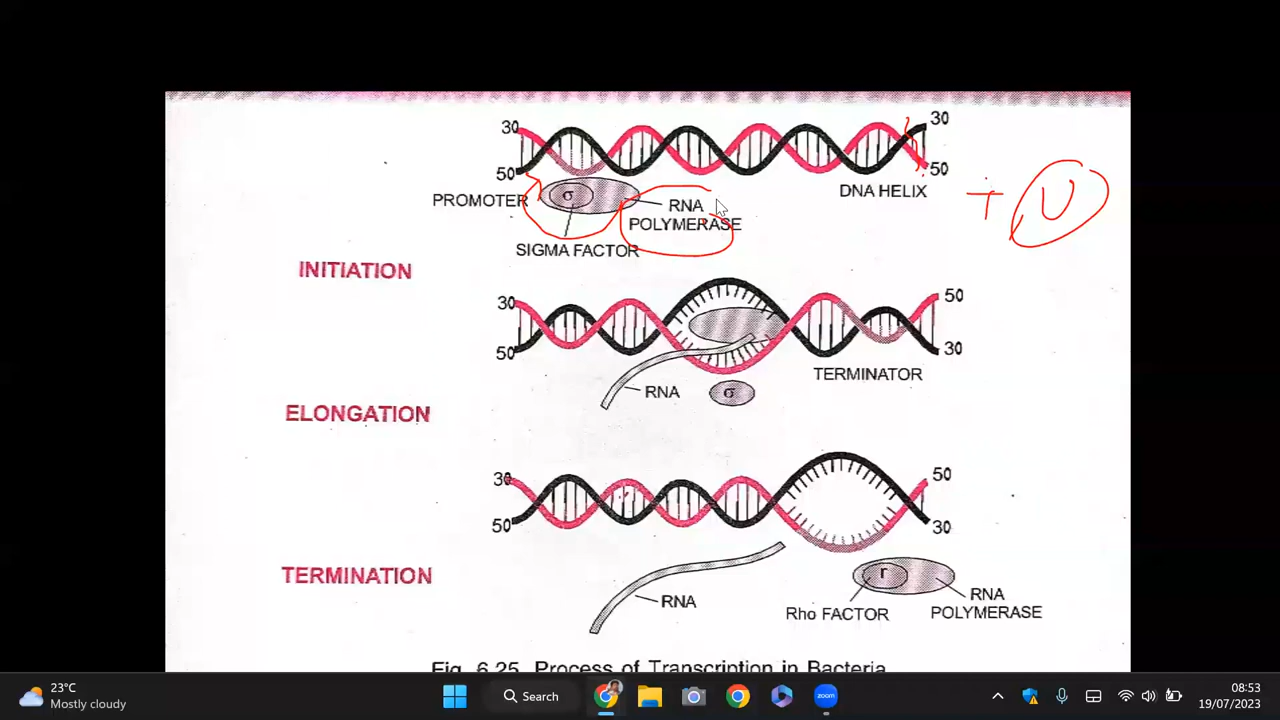 30
30
50
50
PROMOTER
σ
RNA
POLYMERASE
DNA HELIX
+ U
SIGMA FACTOR
INITIATION
30
50
50
30
TERMINATOR
RNA
σ
ELONGATION
30
50
50
30
TERMINATION
r
RNA
POLYMERASE
RNA
Rho FACTOR
Fig. 6.25 Process of Transcription in Bacteria
23°C
Mostly cloudy
Search
zoom
08:53
19/07/2023